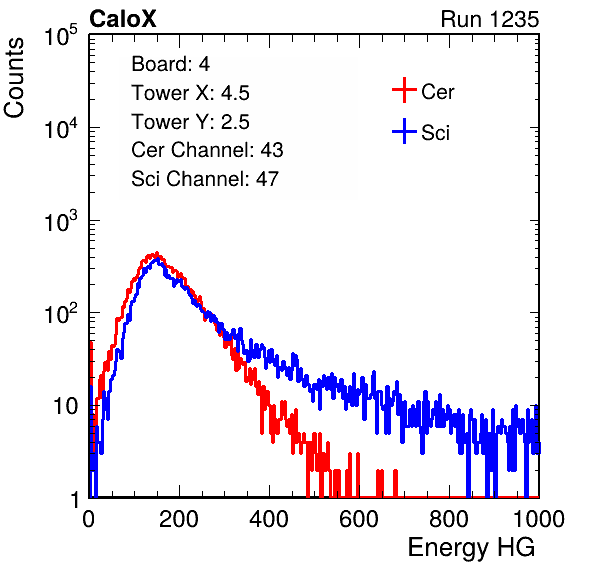 CaloX Run 1235
Counts
10^5
10^4
10^3
10^2
10
1
Board: 4
Tower X: 4.5
Tower Y: 2.5
Cer Channel: 43
Sci Channel: 47
Cer
Sci
0 200 400 600 800 1000
Energy HG